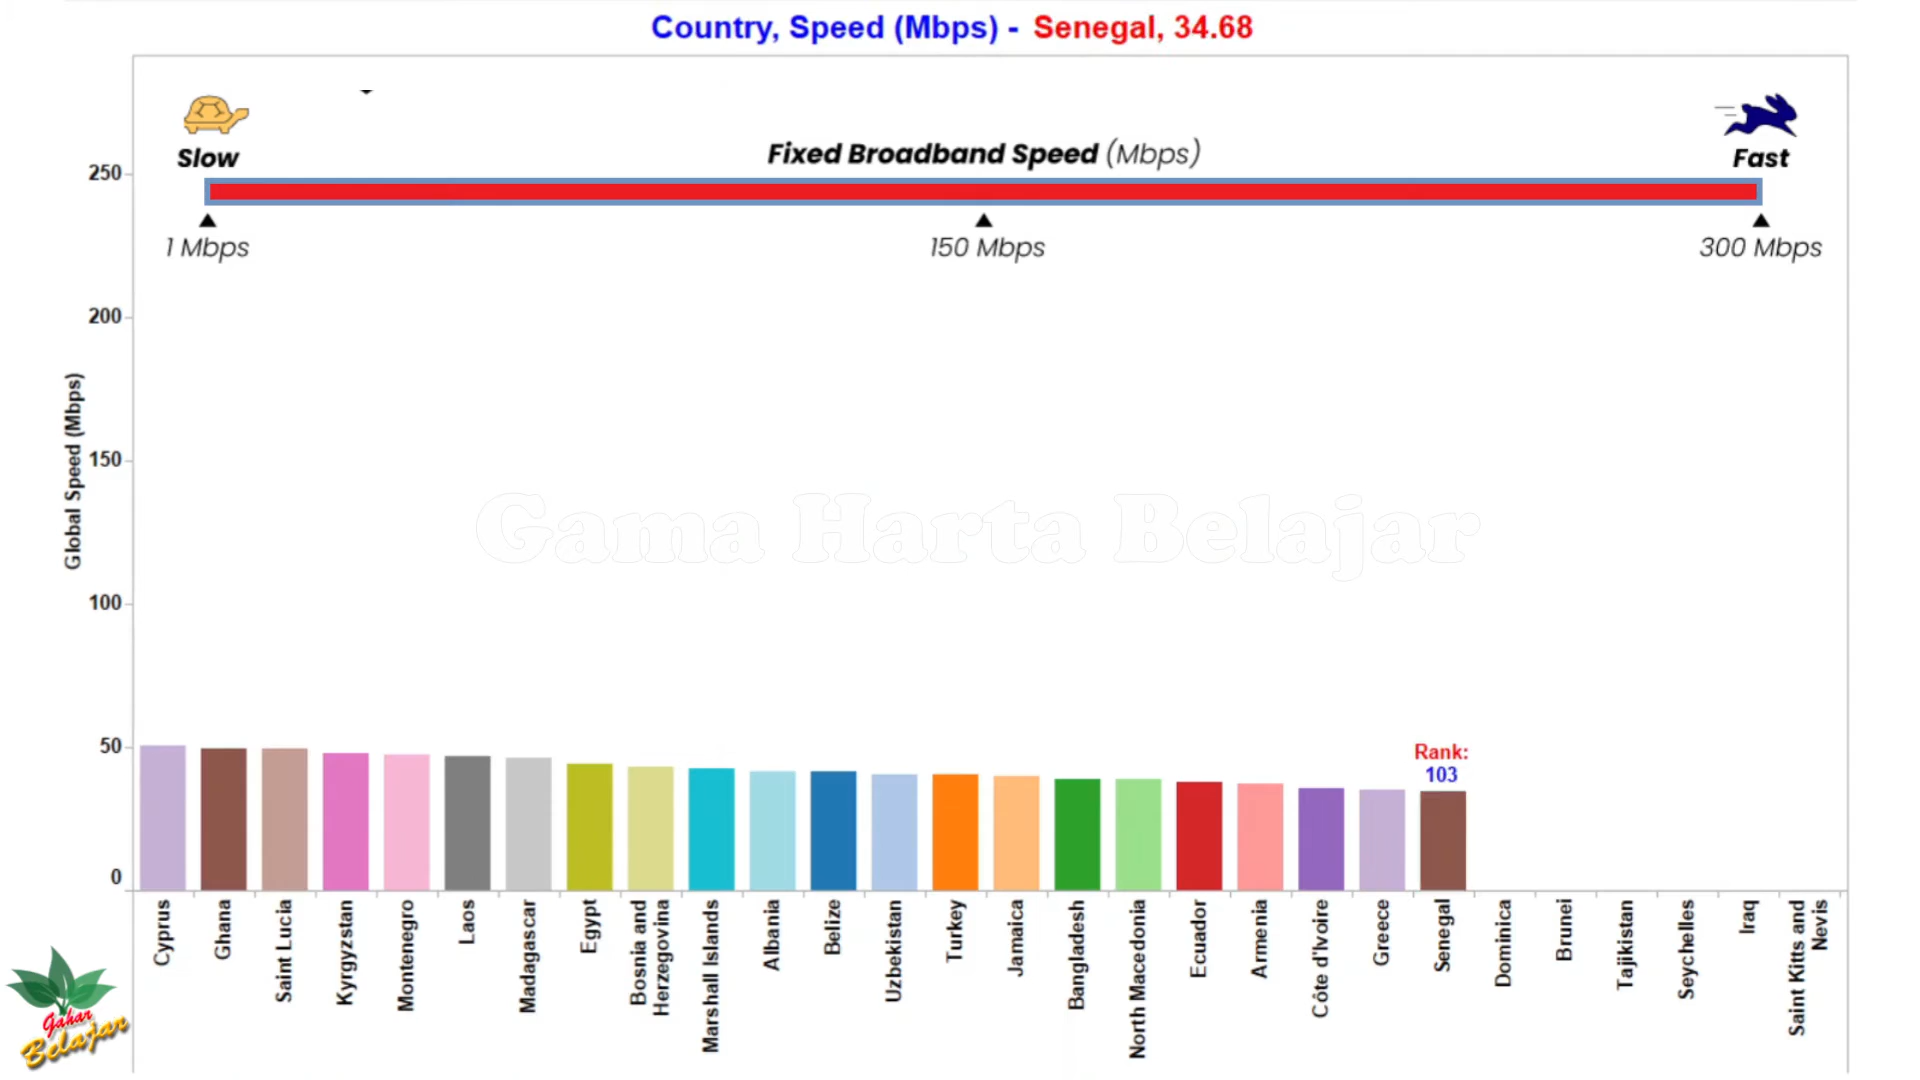 Country, Speed (Mbps) - Senegal, 34.68
Slow
Fixed Broadband Speed (Mbps)
Fast
1 Mbps
150 Mbps
300 Mbps
250
200
150
100
50
0
Global Speed (Mbps)
Gama Harta Belajar
Rank:
103
Cyprus
Ghana
Saint Lucia
Kyrgyzstan
Montenegro
Laos
Madagascar
Egypt
Bosnia and
Herzegovina
Marshall Islands
Albania
Belize
Uzbekistan
Turkey
Jamaica
Bangladesh
North Macedonia
Ecuador
Armenia
Côte d'Ivoire
Greece
Senegal
Dominica
Brunei
Tajikistan
Seychelles
Iraq
Saint Kitts and
Nevis
Gahar
Belajar